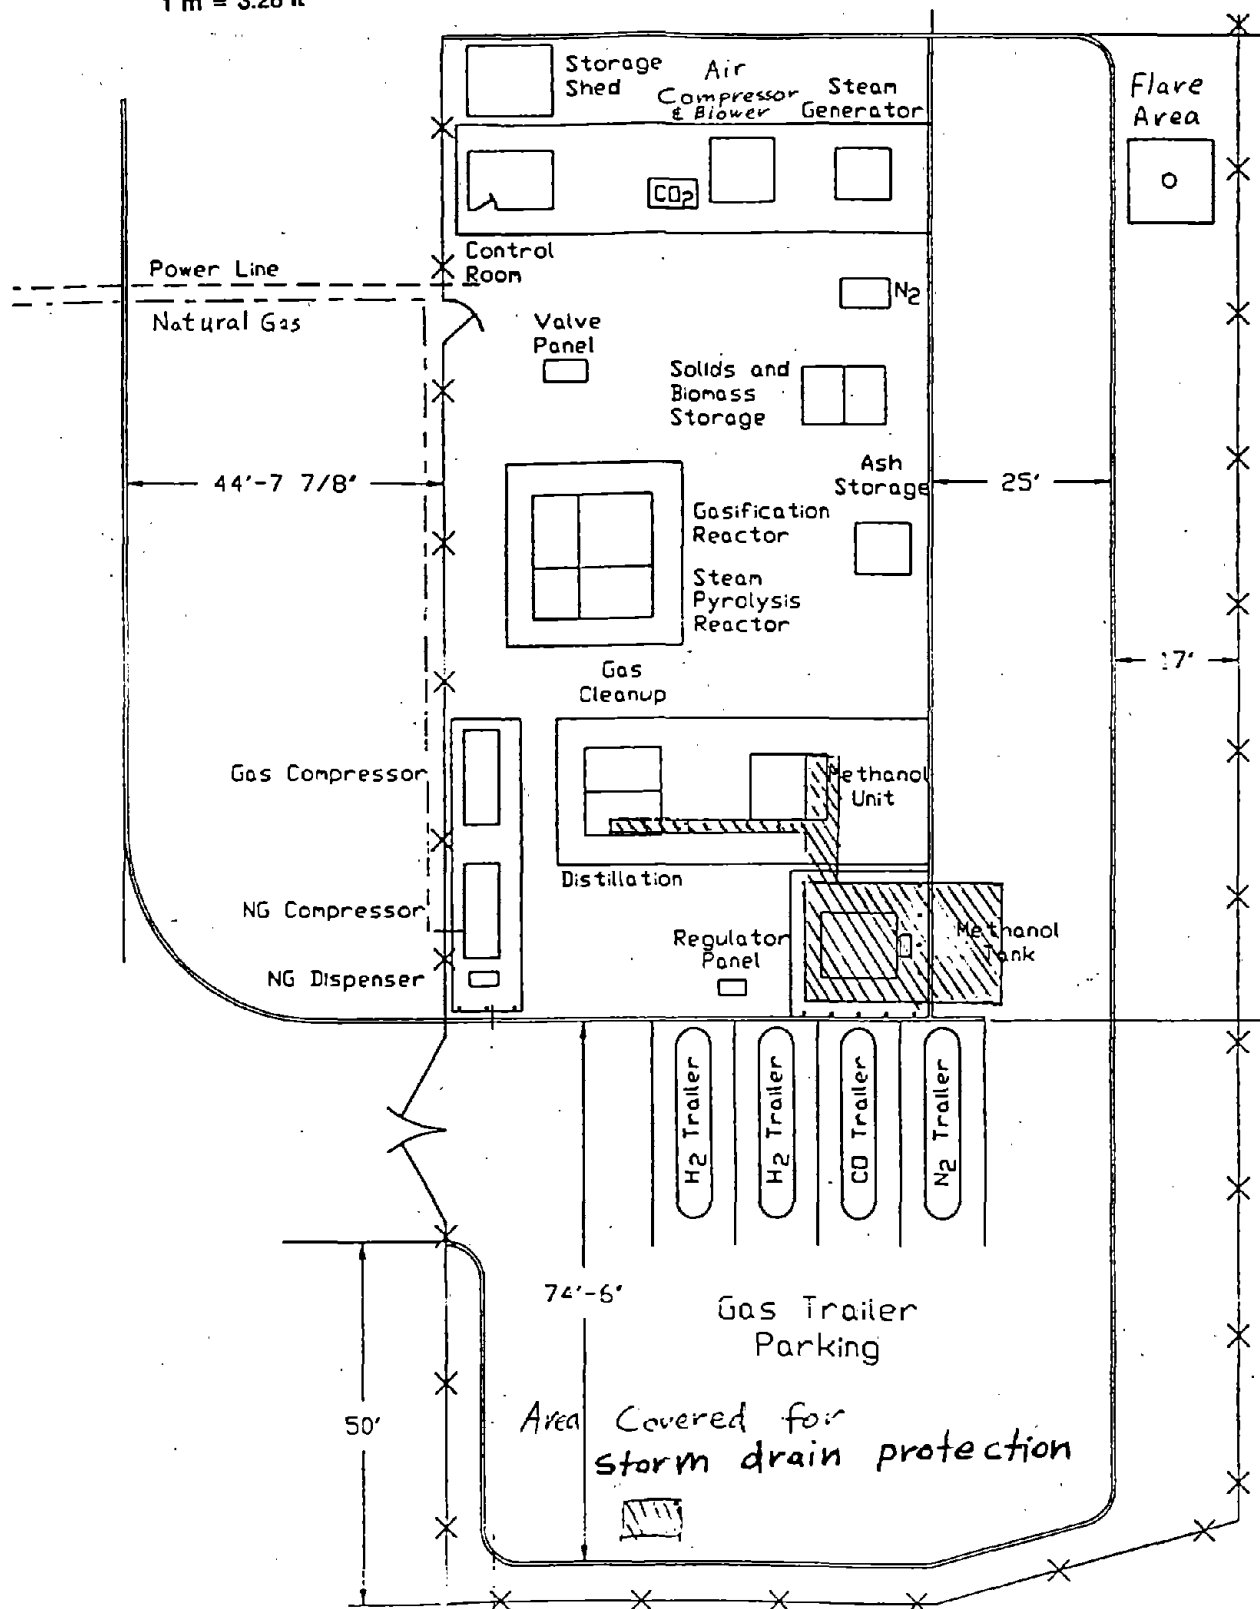 1 m = 3.28 ft
Storage
Shed
Air
Compressor
& Blower
Steam
Generator
Flare
Area
CO2
Control
Room
Power Line
Natural Gas
N2
Valve
Panel
Solids and
Biomass
Storage
Ash
Storage
44'-7 7/8"
25'
Gasification
Reactor
Steam
Pyrolysis
Reactor
17'
Gas
Cleanup
Gas Compressor
Methanol
Unit
Distillation
NG Compressor
Regulator
Panel
Methanol
Tank
NG Dispenser
H2 Trailer
H2 Trailer
CO Trailer
N2 Trailer
74'-6"
Gas Trailer
Parking
50'
Area Covered for
storm drain protection